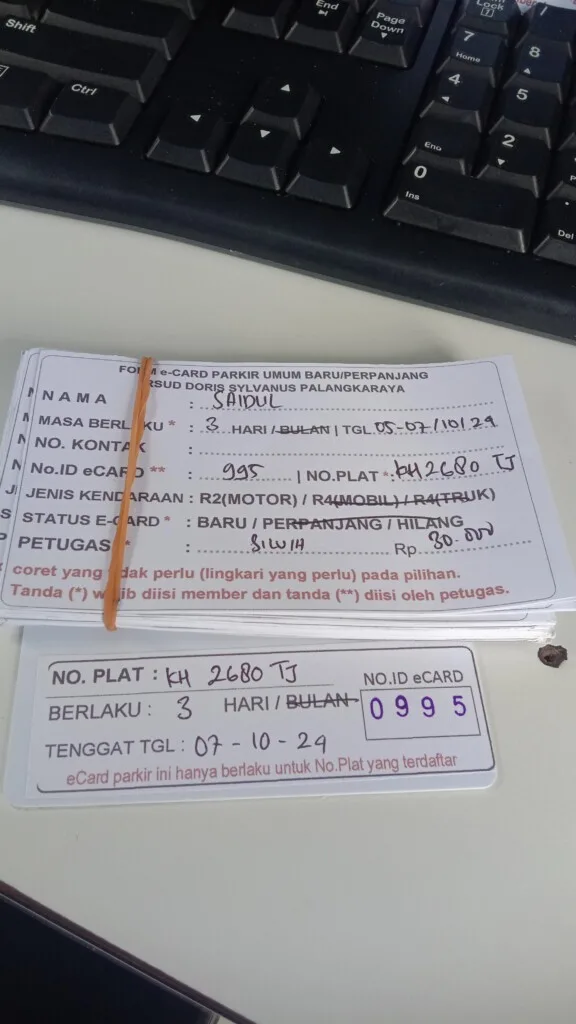 End
Page
Down
Lock
Shift
Ctrl
7
Home
8
4
5
End
2
0
Ins
Del
FORM e-CARD PARKIR UMUM BARU/PERPANJANG
RSUD DORIS SYLVANUS PALANGKARAYA
NAMA : SAIDUL
MASA BERLAKU * : 3 HARI / BULAN | TGL. 05-07/10/24
NO. KONTAK :
No.ID eCARD ** : 995 | NO.PLAT * : KH 2680 TJ
JENIS KENDARAAN : R2(MOTOR) / R4(MOBIL) / R4(TRUK)
STATUS E-CARD * : BARU / PERPANJANG / HILANG
PETUGAS * : Rp 30.000
coret yang tidak perlu (lingkari yang perlu) pada pilihan.
Tanda (*) wajib diisi member dan tanda (**) diisi oleh petugas.
NO. PLAT : KH 2680 TJ
NO.ID eCARD
BERLAKU : 3 HARI / BULAN
0995
TENGGAT TGL : 07 - 10 - 24
eCard parkir ini hanya berlaku untuk No.Plat yang terdaftar